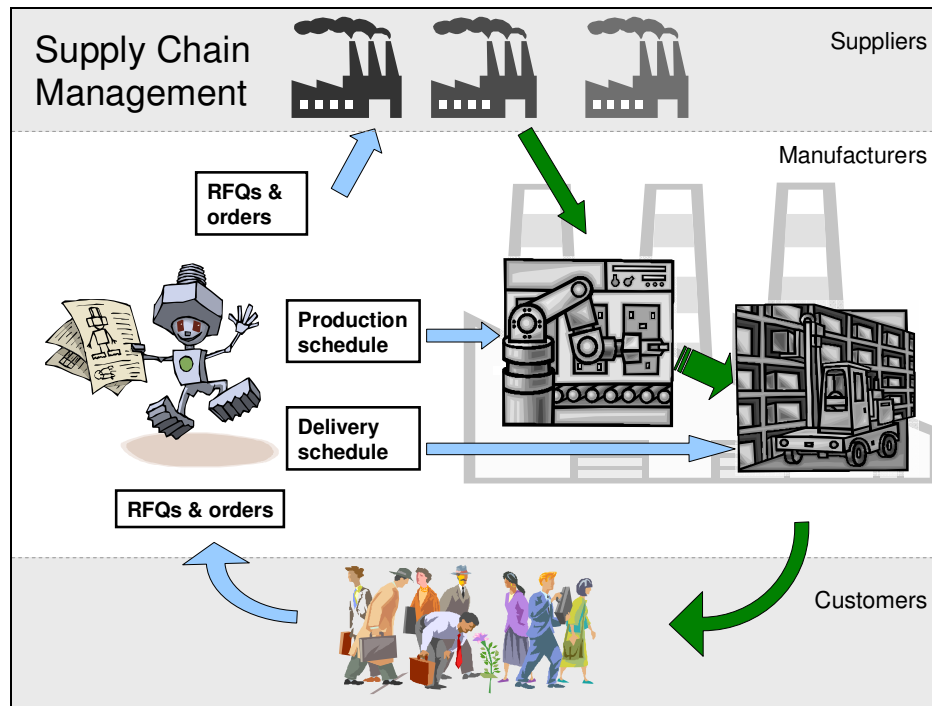 Supply Chain
Management
Suppliers
Manufacturers
RFQs &
orders
Production
schedule
Delivery
schedule
RFQs & orders
Customers